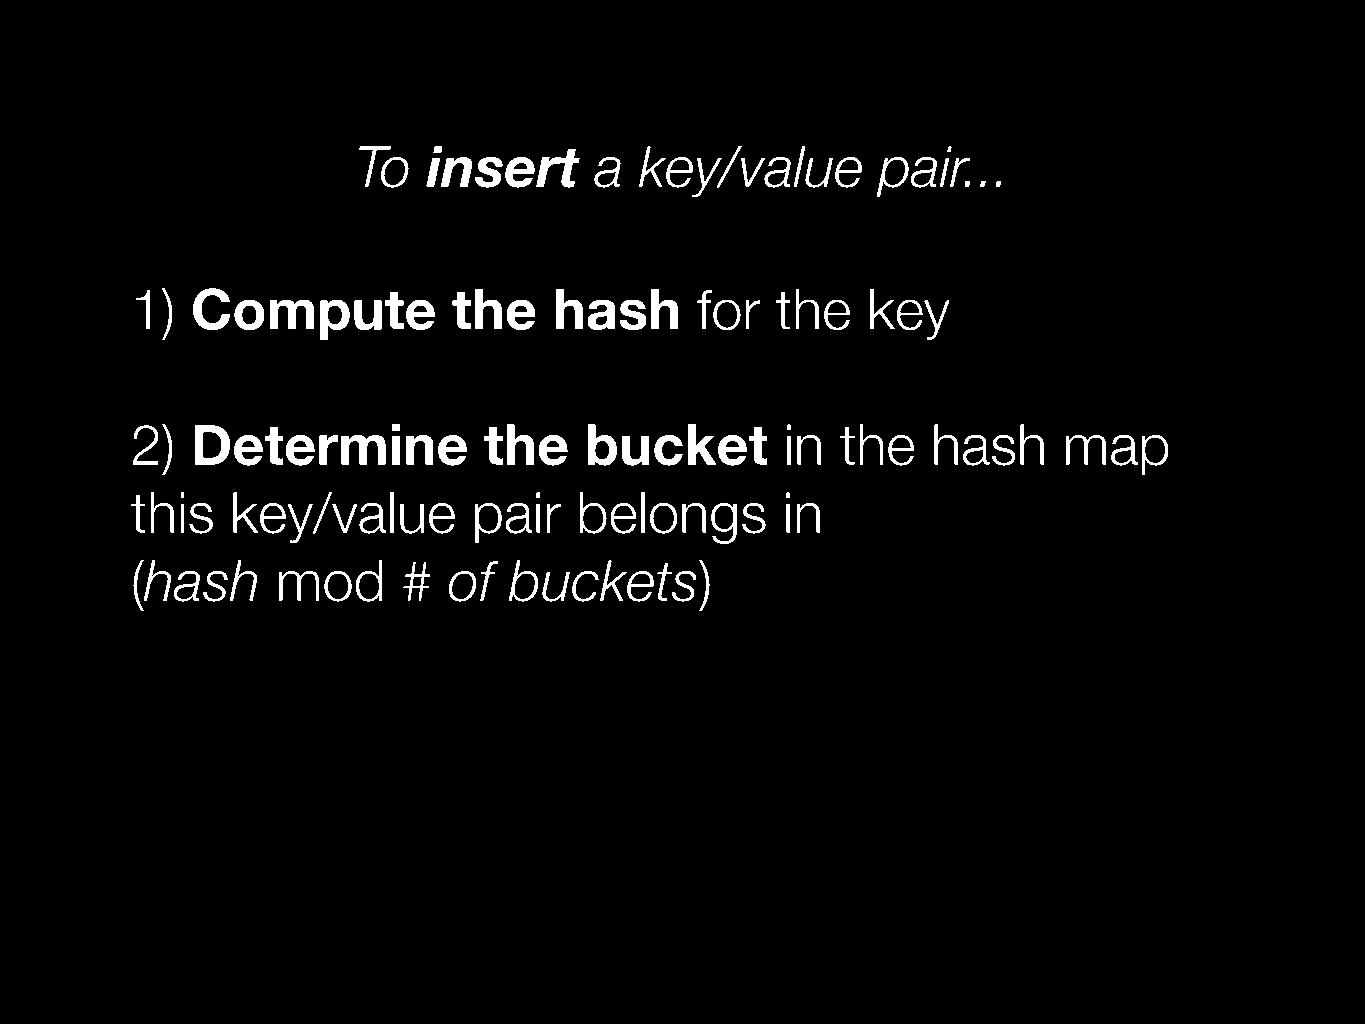 To insert a key/value pair...
1) Compute the hash for the key
2) Determine the bucket in the hash map
this key/value pair belongs in
(hash mod # of buckets)